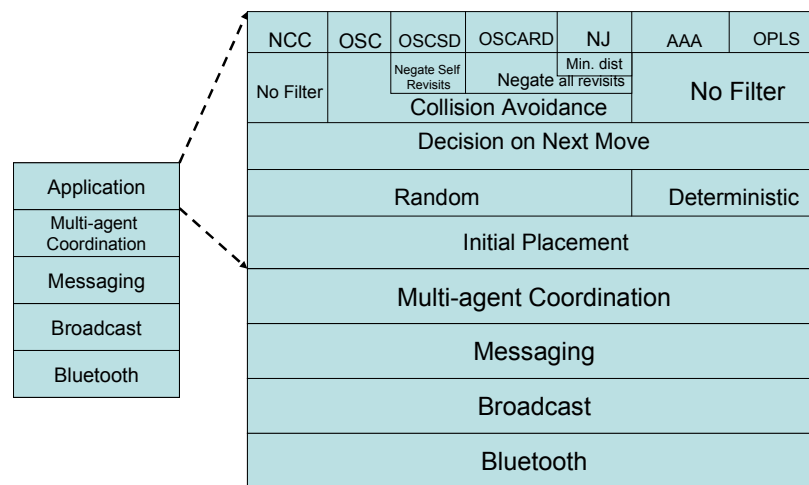 NCC OSC OSCSD OSCARD NJ AAA OPLS
No Filter
Negate Self
Revisits
Min. dist
Negate all revisits
Collision Avoidance
No Filter
Decision on Next Move
Random
Deterministic
Initial Placement
Multi-agent Coordination
Messaging
Broadcast
Bluetooth
Application
Multi-agent
Coordination
Messaging
Broadcast
Bluetooth